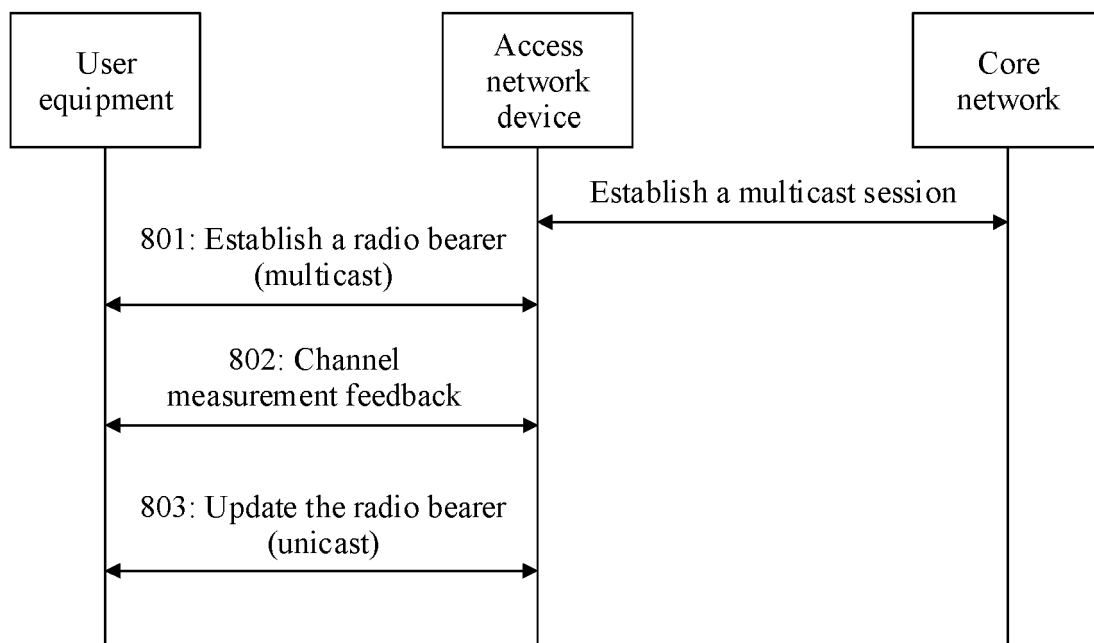 User
equipment
Access
network
device
Core
network
Establish a multicast session
801: Establish a radio bearer
(multicast)
802: Channel
measurement feedback
803: Update the radio bearer
(unicast)